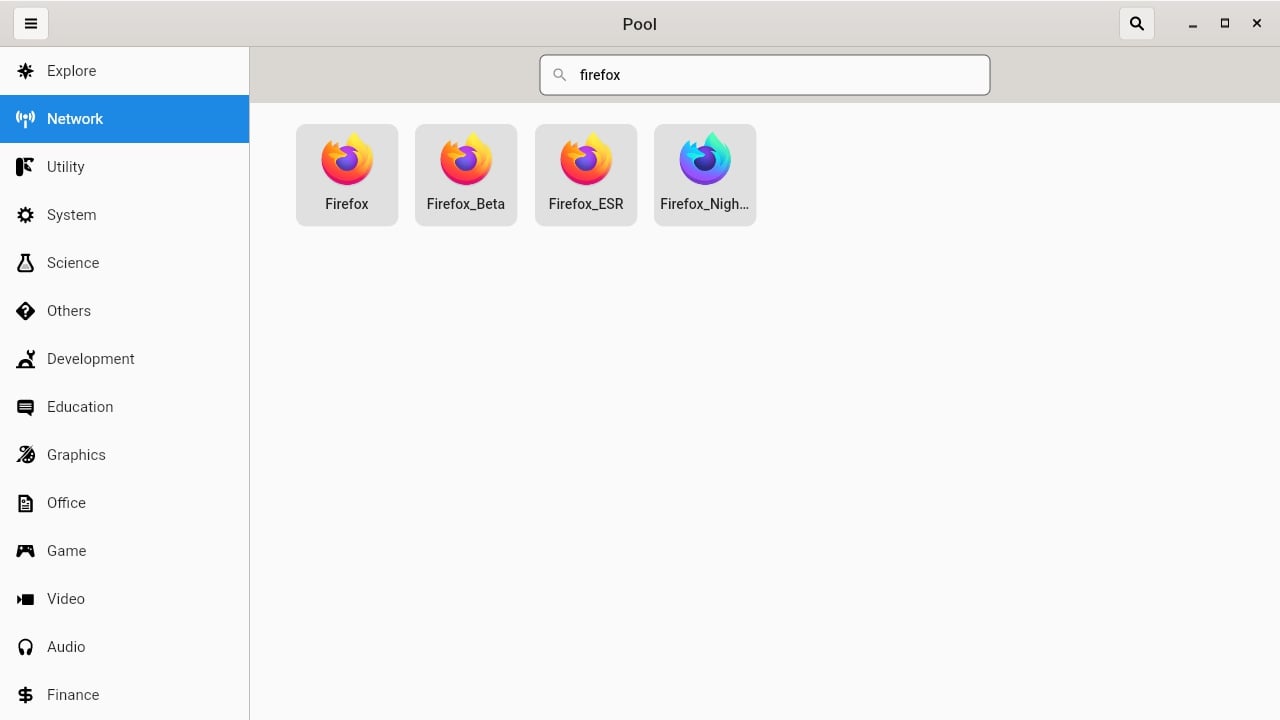 Pool
Explore
Network
Utility
System
Science
Others
Development
Education
Graphics
Office
Game
Video
Audio
Finance
firefox
Firefox
Firefox_Beta
Firefox_ESR
Firefox_Nigh...